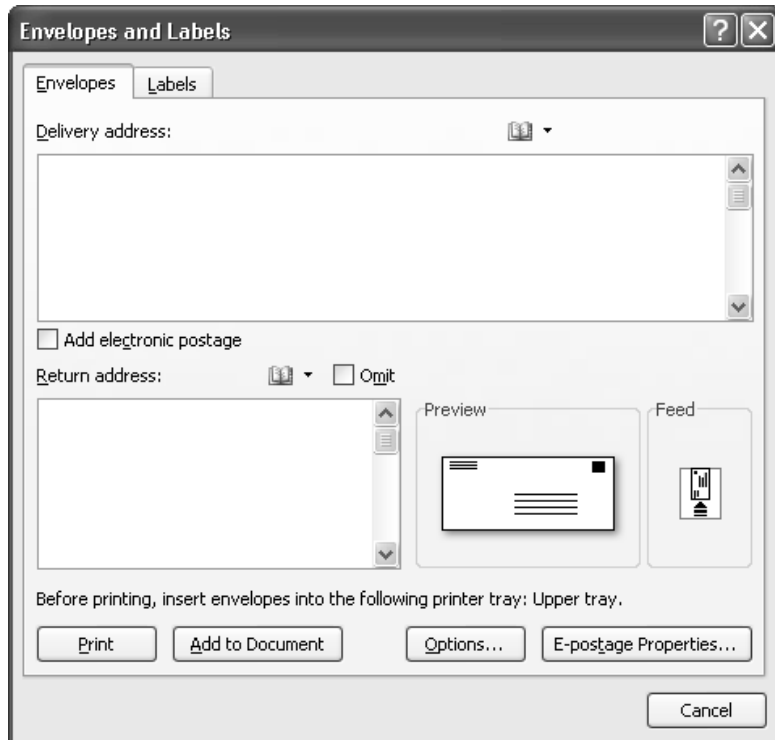 Envelopes and Labels
Envelopes Labels
Delivery address:
Add electronic postage
Return address: Omit
Preview Feed
Before printing, insert envelopes into the following printer tray: Upper tray.
Print Add to Document Options... E-postage Properties...
Cancel